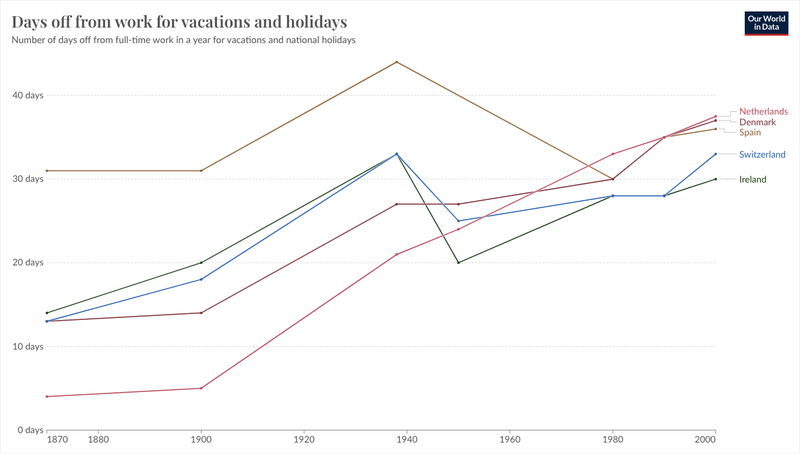 Days off from work for vacations and holidays
Number of days off from full-time work in a year for vacations and national holidays
Our World
in Data
40 days
30 days
20 days
10 days
0 days
1870
1880
1900
1920
1940
1960
1980
2000
Netherlands
Denmark
Spain
Switzerland
Ireland